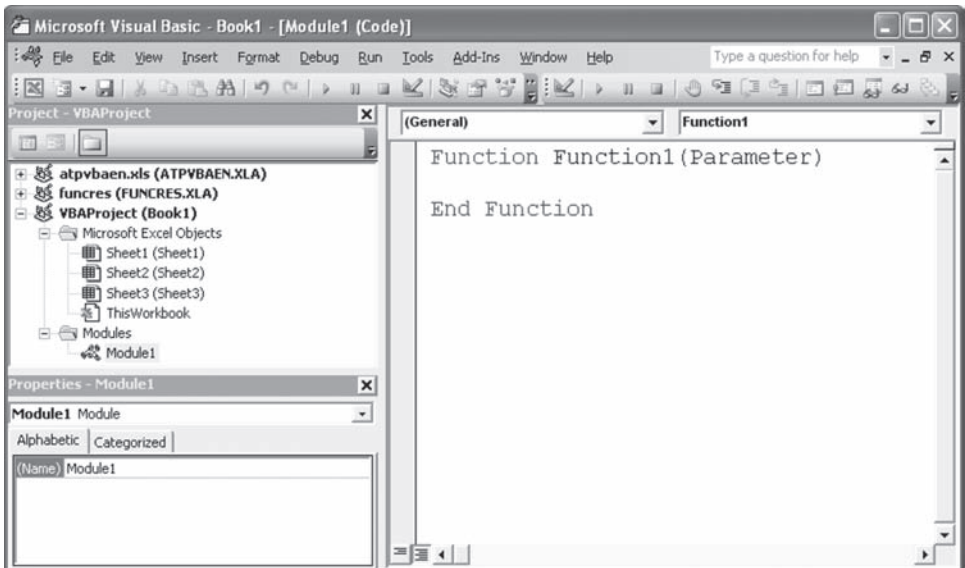 Microsoft Visual Basic - Book1 - [Module1 (Code)]
File Edit View Insert Format Debug Run Tools Add-Ins Window Help Type a question for help
Project - VBAProject
atpvbaen.xls (ATPVBAEN.XLA)
funcres (FUNCRES.XLA)
VBAProject (Book1)
Microsoft Excel Objects
Sheet1 (Sheet1)
Sheet2 (Sheet2)
Sheet3 (Sheet3)
ThisWorkbook
Modules
Module1
Properties - Module1
Module1 Module
Alphabetic Categorized
(Name) Module1
(General) Function1
Function Function1(Parameter)
End Function